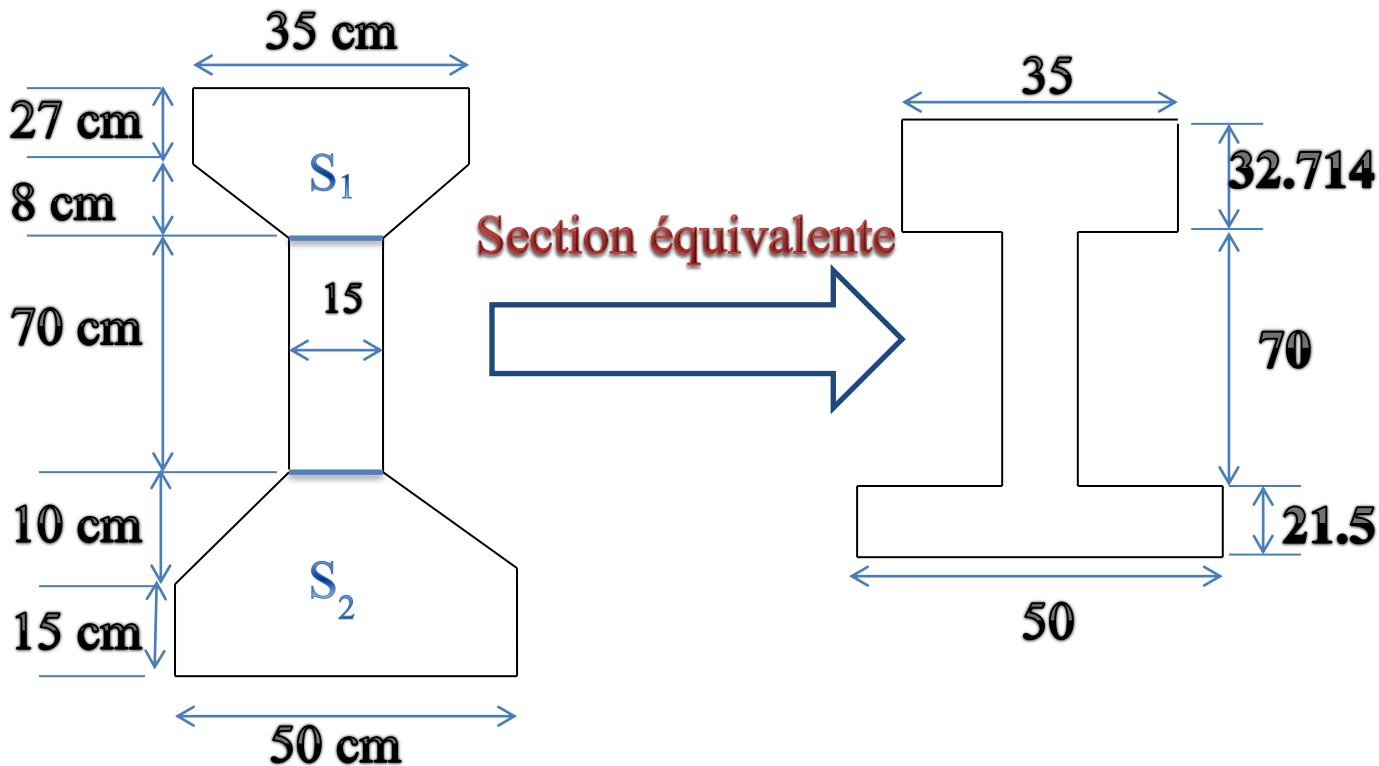 35 cm
27 cm
S1
8 cm
15
70 cm
10 cm
S2
15 cm
50 cm
Section équivalente
35
32.714
70
21.5
50